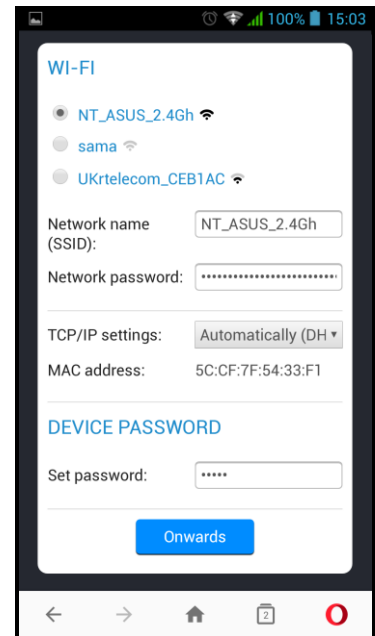 100% 15:03
WI-FI
NT_ASUS_2.4Gh
sama
UKrtelecom_CEB1AC
Network name NT_ASUS_2.4Gh
(SSID):
Network password: ••••••••••••••••••••••••
TCP/IP settings: Automatically (DH
MAC address: 5C:CF:7F:54:33:F1
DEVICE PASSWORD
Set password: •••••
Onwards
2